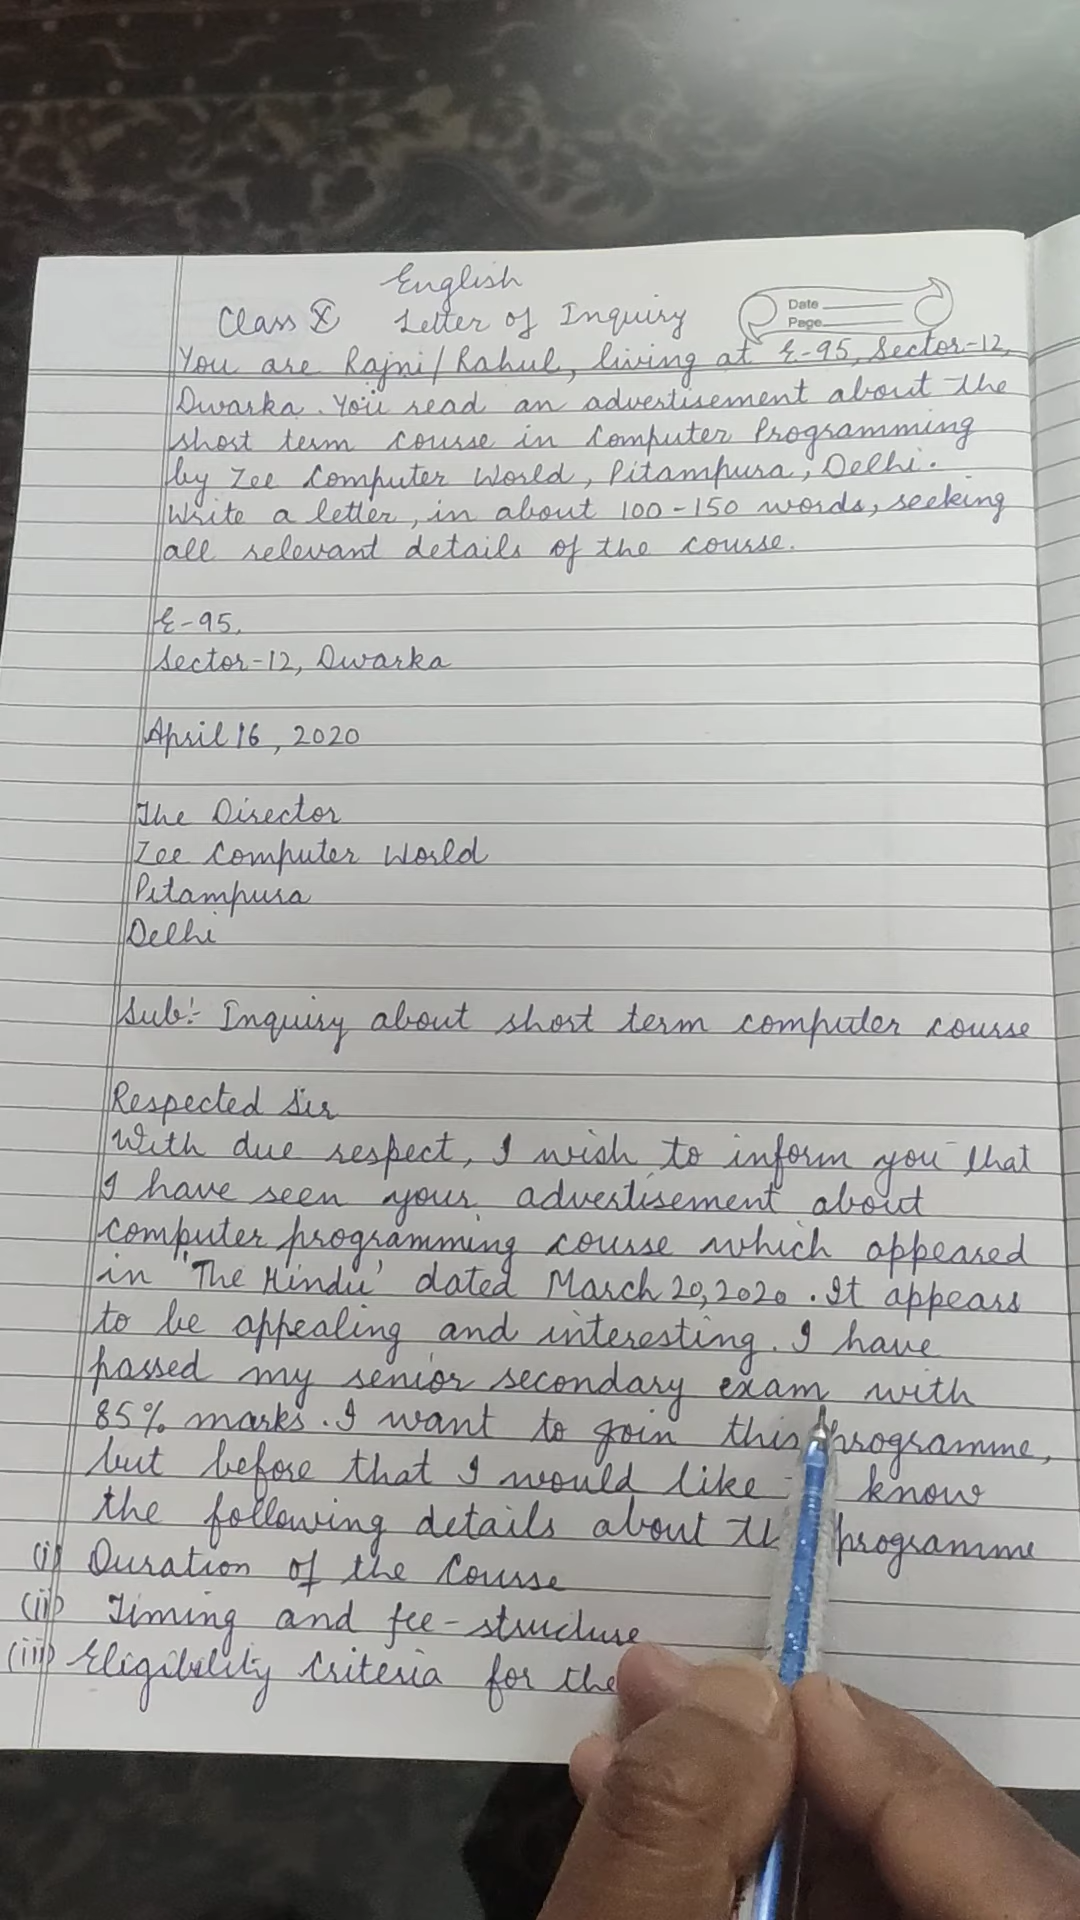 English
Class X Letter of Inquiry
Date
Page
You are Rajni/Rahul, living at E-95, Sector-12,
Dwarka. You read an advertisement about the
short term course in Computer Programming
by Zee Computer World, Pitampura, Delhi.
Write a letter, in about 100-150 words, seeking
all relevant details of the course.
E-95,
Sector-12, Dwarka
April 16, 2020
The Director
Zee Computer World
Pitampura
Delhi
Sub:- Inquiry about short term computer course
Respected Sir
With due respect, I wish to inform you that
I have seen your advertisement about
computer programming course which appeared
in 'The Hindu' dated March 20, 2020. It appears
to be appealing and interesting. I have
passed my senior secondary exam with
85% marks. I want to join this programme,
but before that I would like know
the following details about programme
(i) Duration of the Course
(ii) Timing and fee-structure
(iii) Eligibility Criteria for the